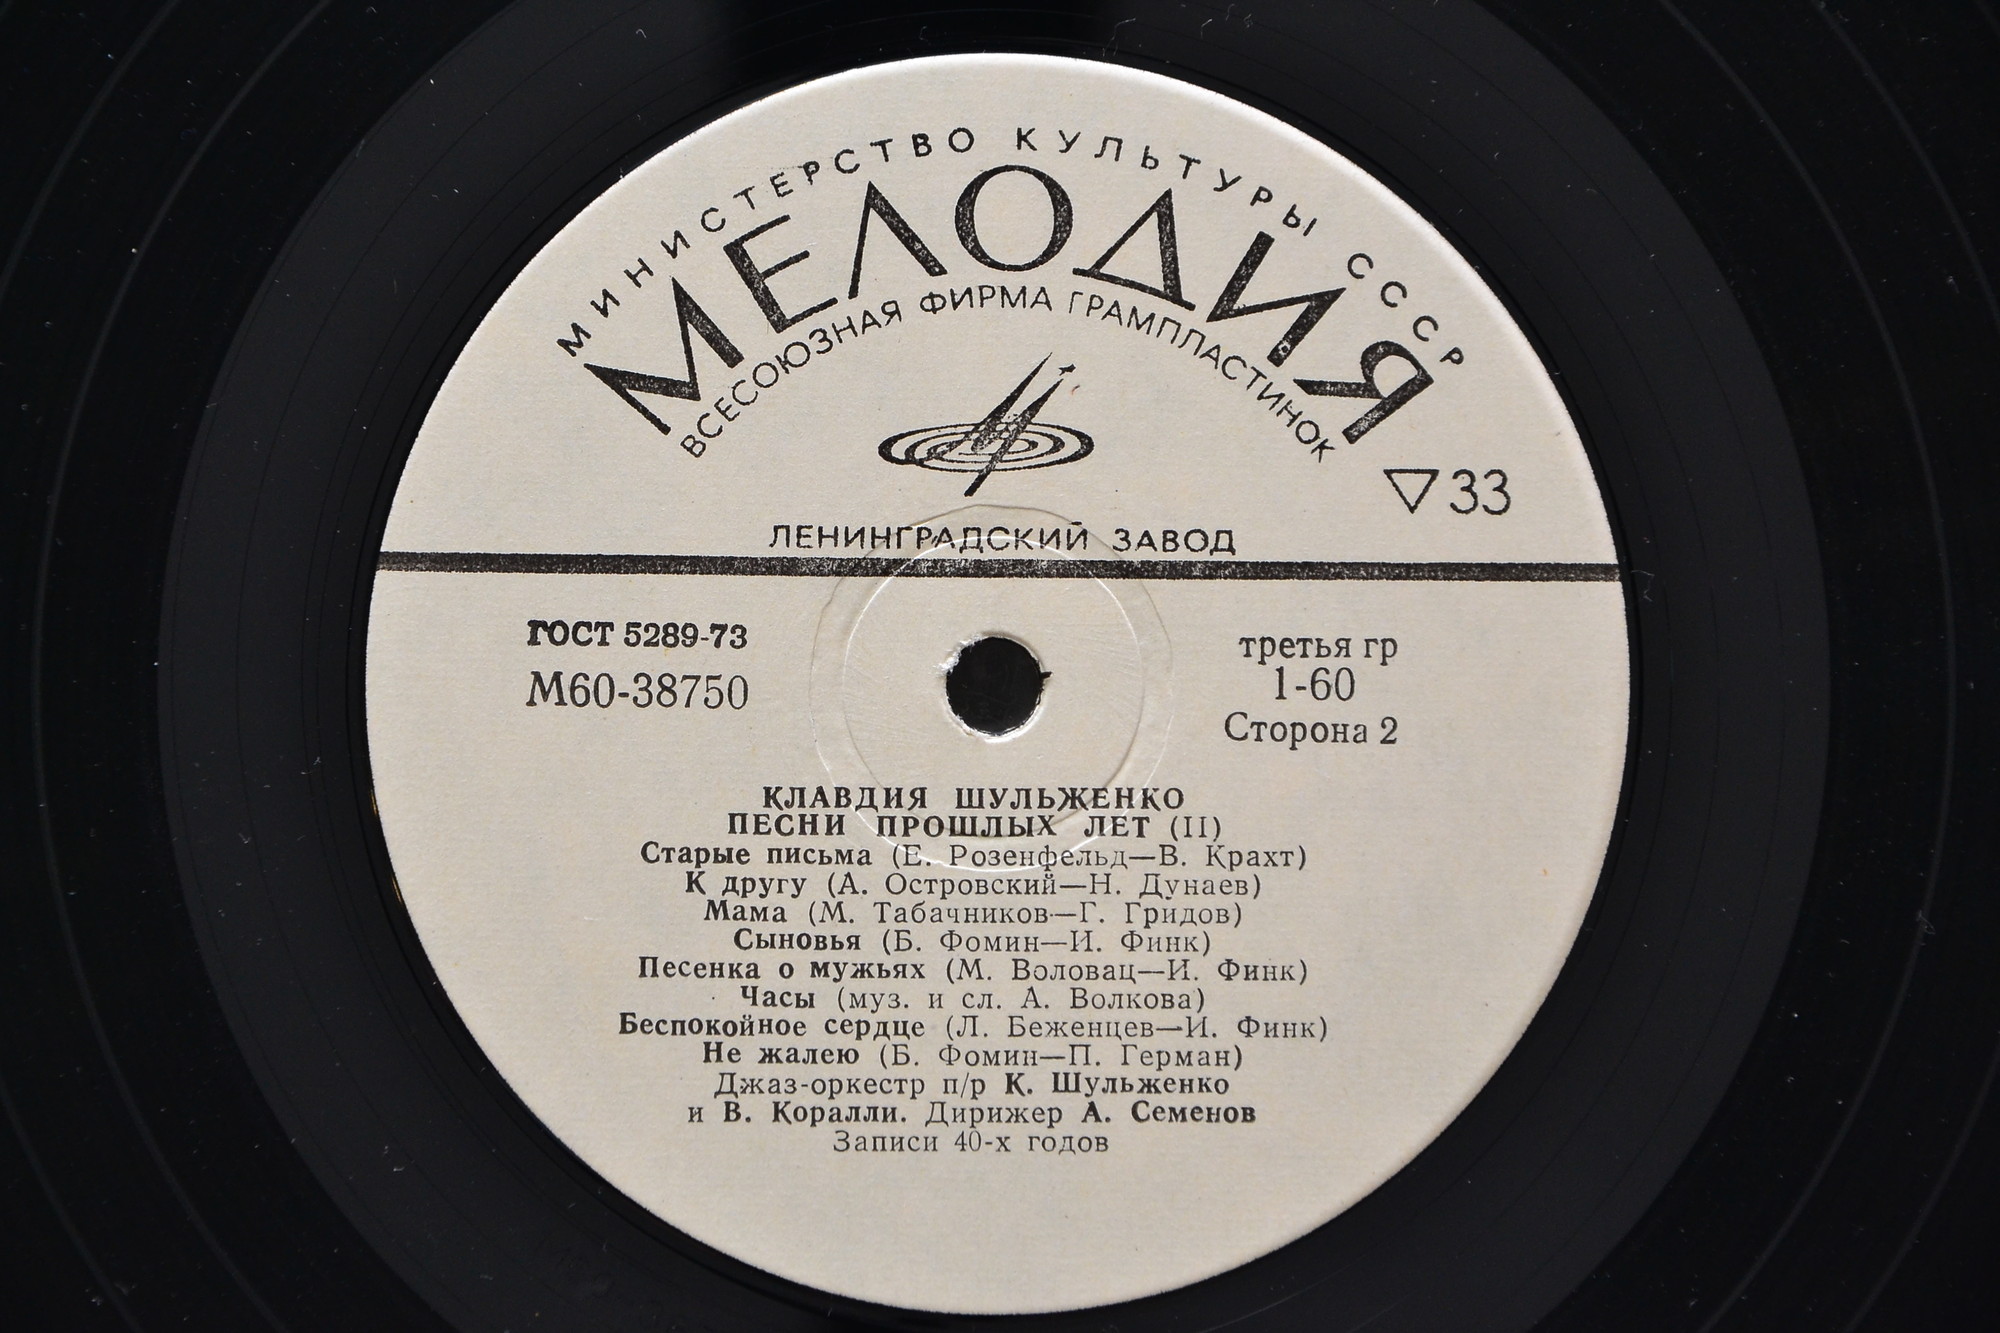 МИНИСТЕРСТВО КУЛЬТУРЫ СССР
МЕЛОДИЯ
ВСЕСОЮЗНАЯ ФИРМА ГРАМПЛАСТИНОК
33
ЛЕНИНГРАДСКИЙ ЗАВОД
ГОСТ 5289-73
М60-38750
третья гр
1-60
Сторона 2
КЛАВДИЯ ШУЛЬЖЕНКО
ПЕСНИ ПРОШЛЫХ ЛЕТ (II)
Старые письма (Е. Розенфельд—В. Крахт)
К другу (А. Островский—Н. Дунаев)
Мама (М. Табачников—Г. Гридов)
Сыновья (Б. Фомин—И. Финк)
Песенка о мужьях (М. Воловац—И. Финк)
Часы (муз. и сл. А. Волкова)
Беспокойное сердце (Л. Беженцев—И. Финк)
Не жалею (Б. Фомин—П. Герман)
Джаз-оркестр п/р К. Шульженко
и В. Коралли. Дирижер А. Семенов
Записи 40-х годов